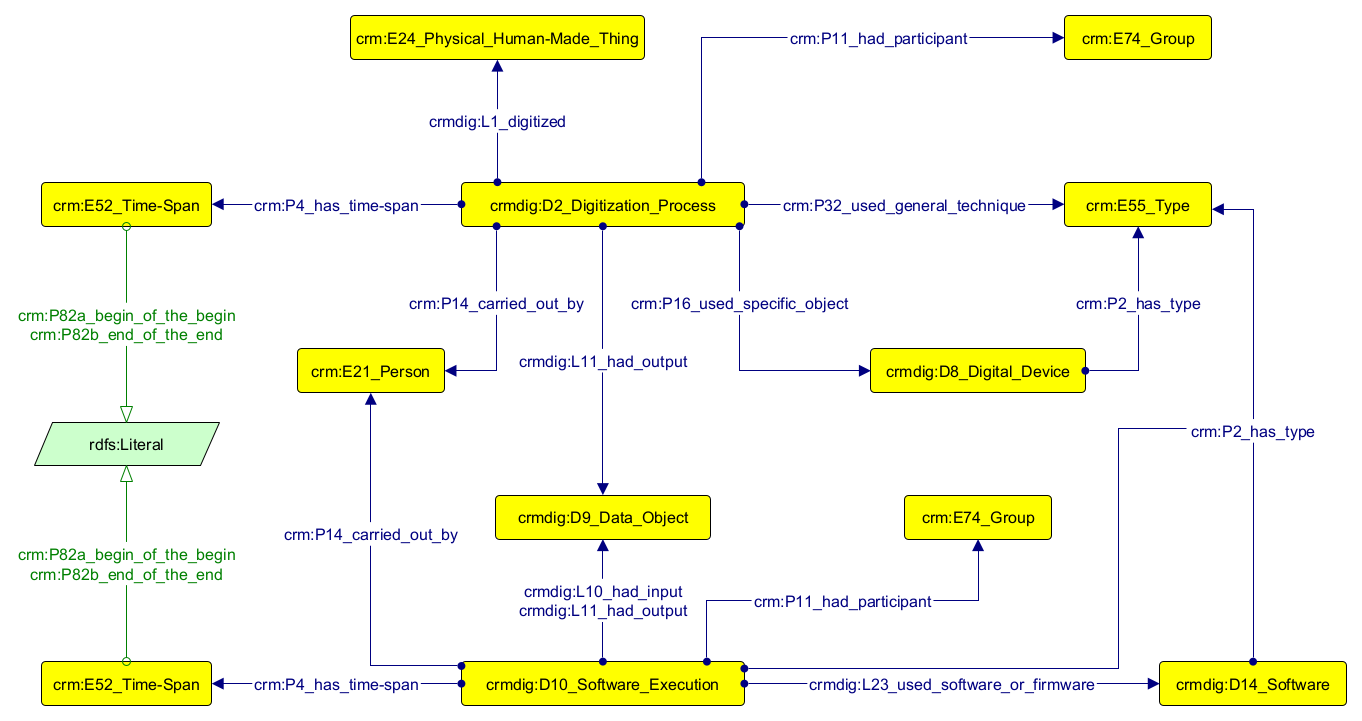 crm:E24_Physical_Human-Made_Thing
crm:P11_had_participant
crm:E74_Group
crmdig:L1_digitized
crm:E52_Time-Span
crm:P4_has_time-span
crmdig:D2_Digitization_Process
crm:P32_used_general_technique
crm:E55_Type
crm:P82a_begin_of_the_begin
crm:P82b_end_of_the_end
crm:P14_carried_out_by
crm:P16_used_specific_object
crm:P2_has_type
crmdig:L11_had_output
crm:E21_Person
crmdig:D8_Digital_Device
rdfs:Literal
crm:P2_has_type
crmdig:D9_Data_Object
crm:E74_Group
crm:P14_carried_out_by
crm:P82a_begin_of_the_begin
crm:P82b_end_of_the_end
crmdig:L10_had_input
crmdig:L11_had_output
crm:P11_had_participant
crm:E52_Time-Span
crm:P4_has_time-span
crmdig:D10_Software_Execution
crmdig:L23_used_software_or_firmware
crmdig:D14_Software